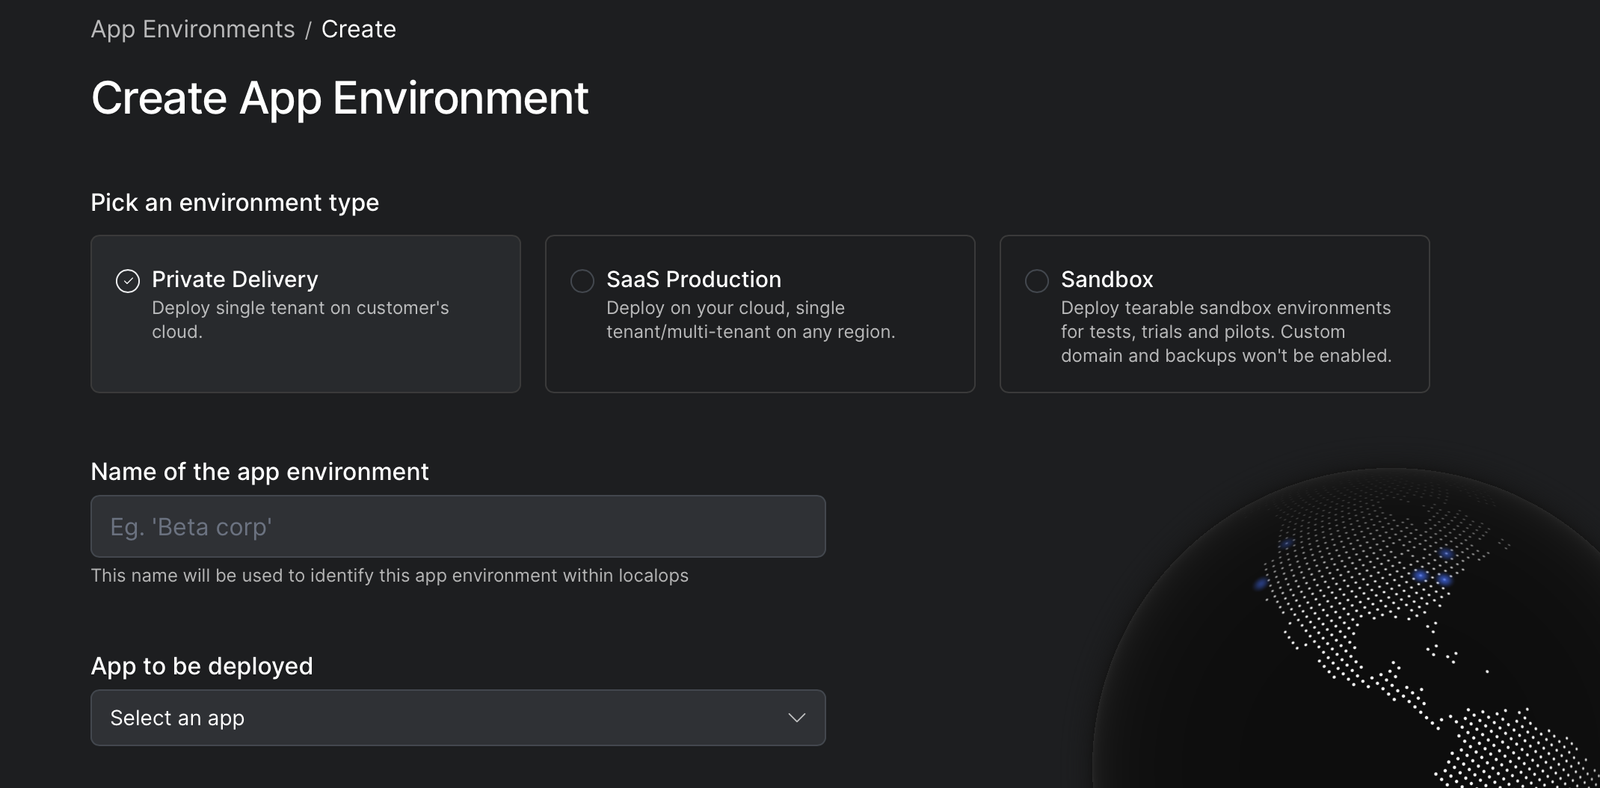 App Environments / Create
Create App Environment
Pick an environment type
Private Delivery
Deploy single tenant on customer's
cloud.
SaaS Production
Deploy on your cloud, single
tenant/multi-tenant on any region.
Sandbox
Deploy tearable sandbox environments
for tests, trials and pilots. Custom
domain and backups won't be enabled.
Name of the app environment
Eg. 'Beta corp'
This name will be used to identify this app environment within localops
App to be deployed
Select an app